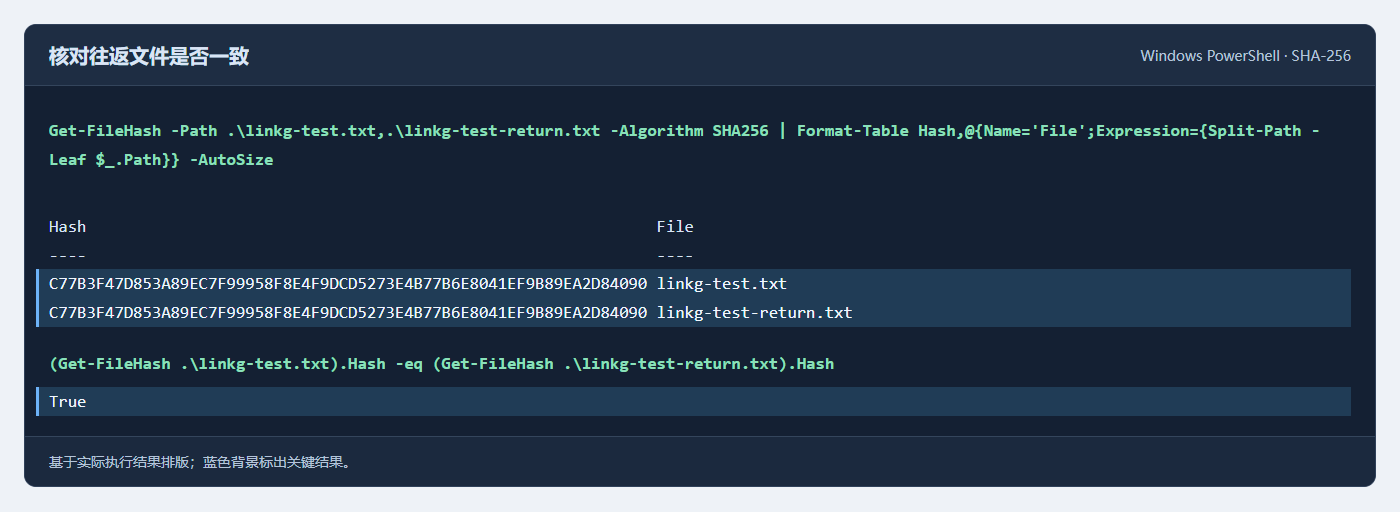 核对往返文件是否一致
Windows PowerShell · SHA-256
Get-FileHash -Path .\linkg-test.txt,.\linkg-test-return.txt -Algorithm SHA256 | Format-Table Hash,@{Name='File';Expression={Split-Path -
Leaf $_.Path}} -AutoSize
Hash File
---- ----
C77B3F47D853A89EC7F99958F8E4F9DCD5273E4B77B6E8041EF9B89EA2D84090 linkg-test.txt
C77B3F47D853A89EC7F99958F8E4F9DCD5273E4B77B6E8041EF9B89EA2D84090 linkg-test-return.txt
(Get-FileHash .\linkg-test.txt).Hash -eq (Get-FileHash .\linkg-test-return.txt).Hash
True
基于实际执行结果排版；蓝色背景标出关键结果。